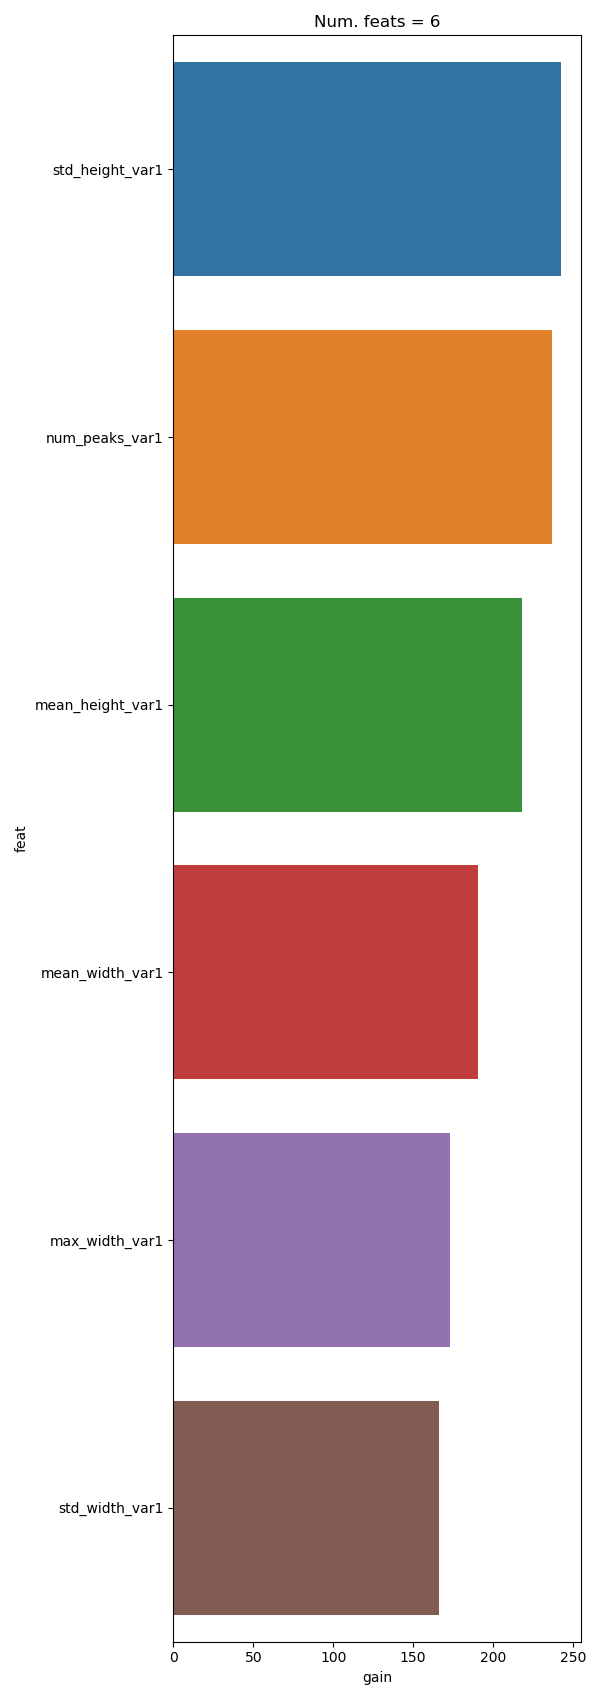 Num. feats = 6
std_height_var1
num_peaks_var1
mean_height_var1
feat
mean_width_var1
max_width_var1
std_width_var1
0 50 100 150 200 250
gain